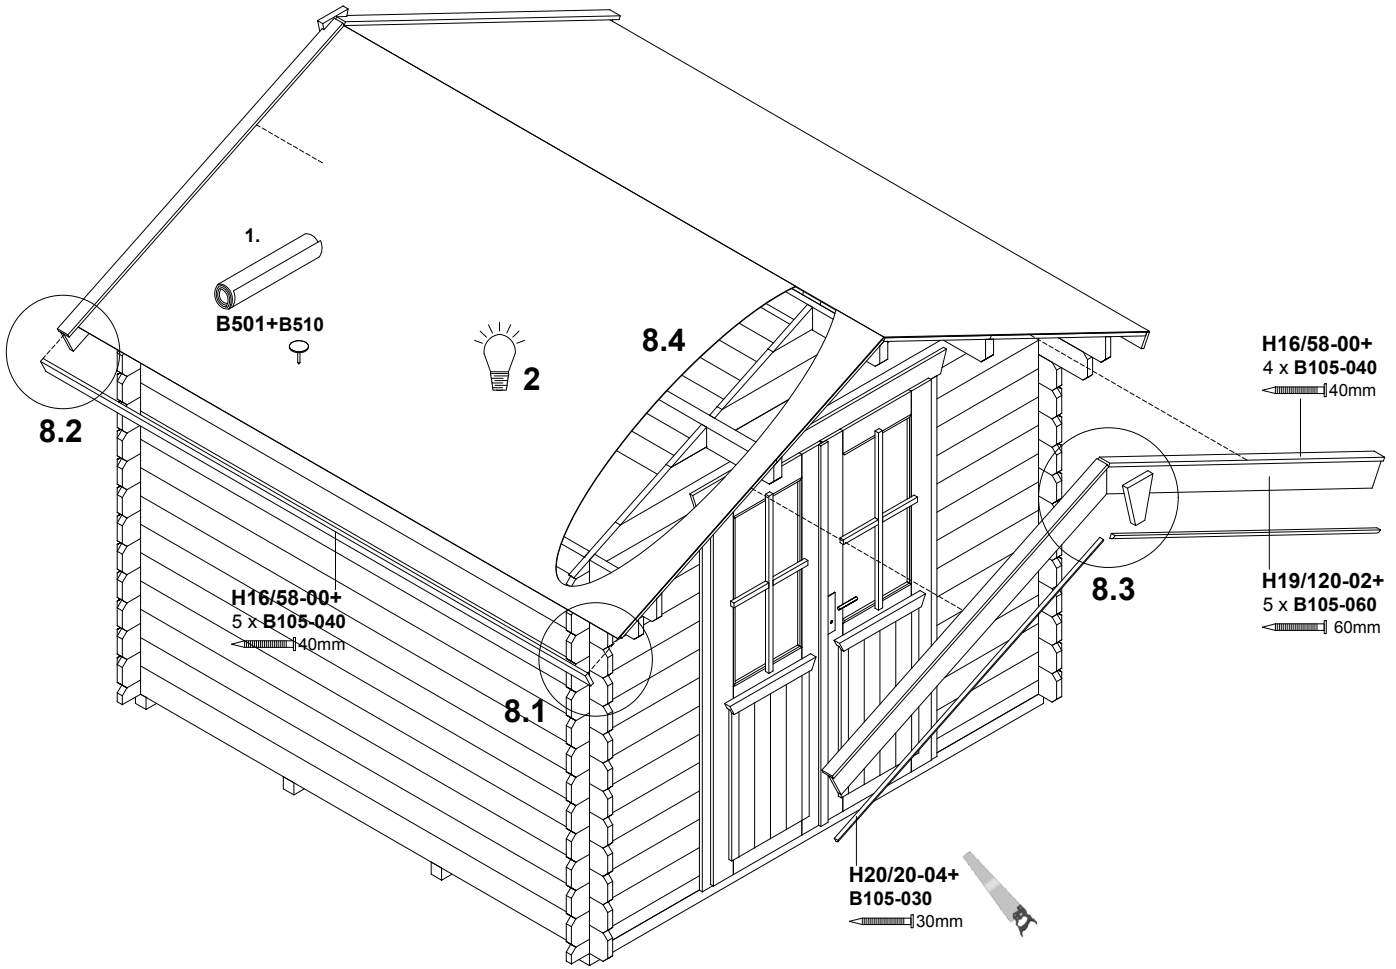 1.
B501+B510
2
8.4
H16/58-00+
4 x B105-040
40mm
8.2
8.3
H19/120-02+
5 x B105-060
60mm
H16/58-00+
5 x B105-040
40mm
8.1
H20/20-04+
B105-030
30mm